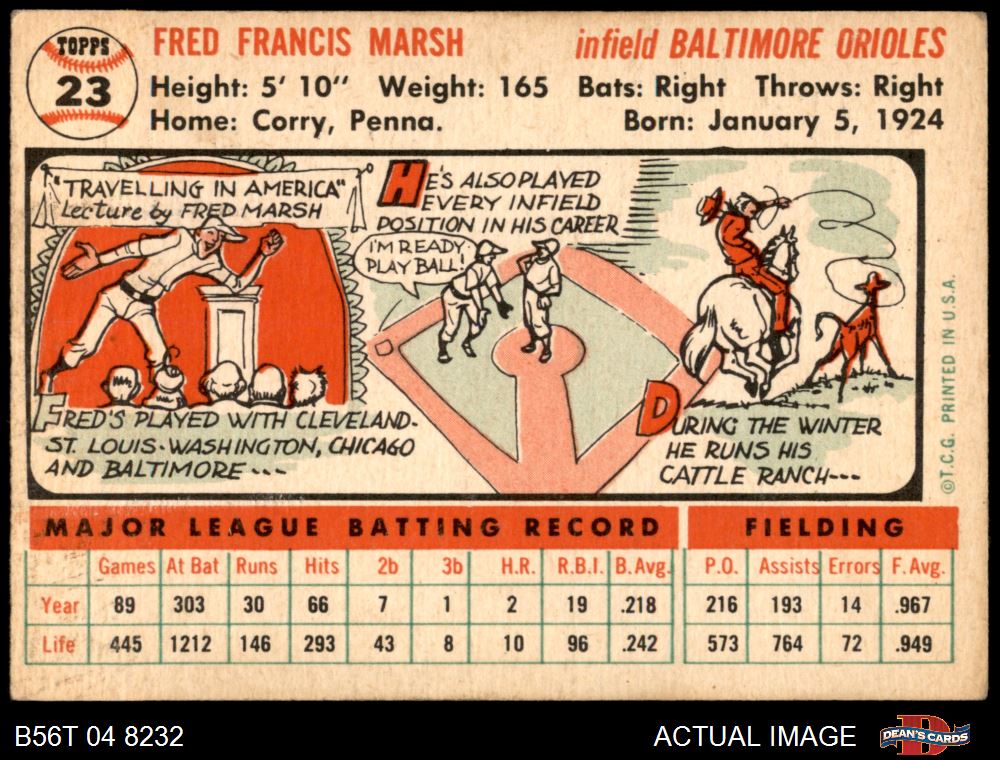 TOPPS
23
FRED FRANCIS MARSH
infield BALTIMORE ORIOLES
Height: 5' 10" Weight: 165 Bats: Right Throws: Right
Home: Corry, Penna.
Born: January 5, 1924
"TRAVELLING IN AMERICA"
Lecture by FRED MARSH
FRED'S PLAYED WITH CLEVELAND-
ST. LOUIS-WASHINGTON, CHICAGO
AND BALTIMORE ---
HE'S ALSO PLAYED
EVERY INFIELD
POSITION IN HIS CAREER
I'M READY.
PLAY BALL!
DURING THE WINTER
HE RUNS HIS
CATTLE RANCH---
©T.C.G. PRINTED IN U.S.A.
MAJOR LEAGUE BATTING RECORD
FIELDING
Games At Bat Runs Hits 2b 3b H.R. R.B.I. B. Avg. P.O. Assists Errors F. Avg.
Year 89 303 30 66 7 1 2 19 .218 216 193 14 .967
Life 445 1212 146 293 43 8 10 96 .242 573 764 72 .949
B56T 04 8232
ACTUAL IMAGE
D
DEAN'S CARDS